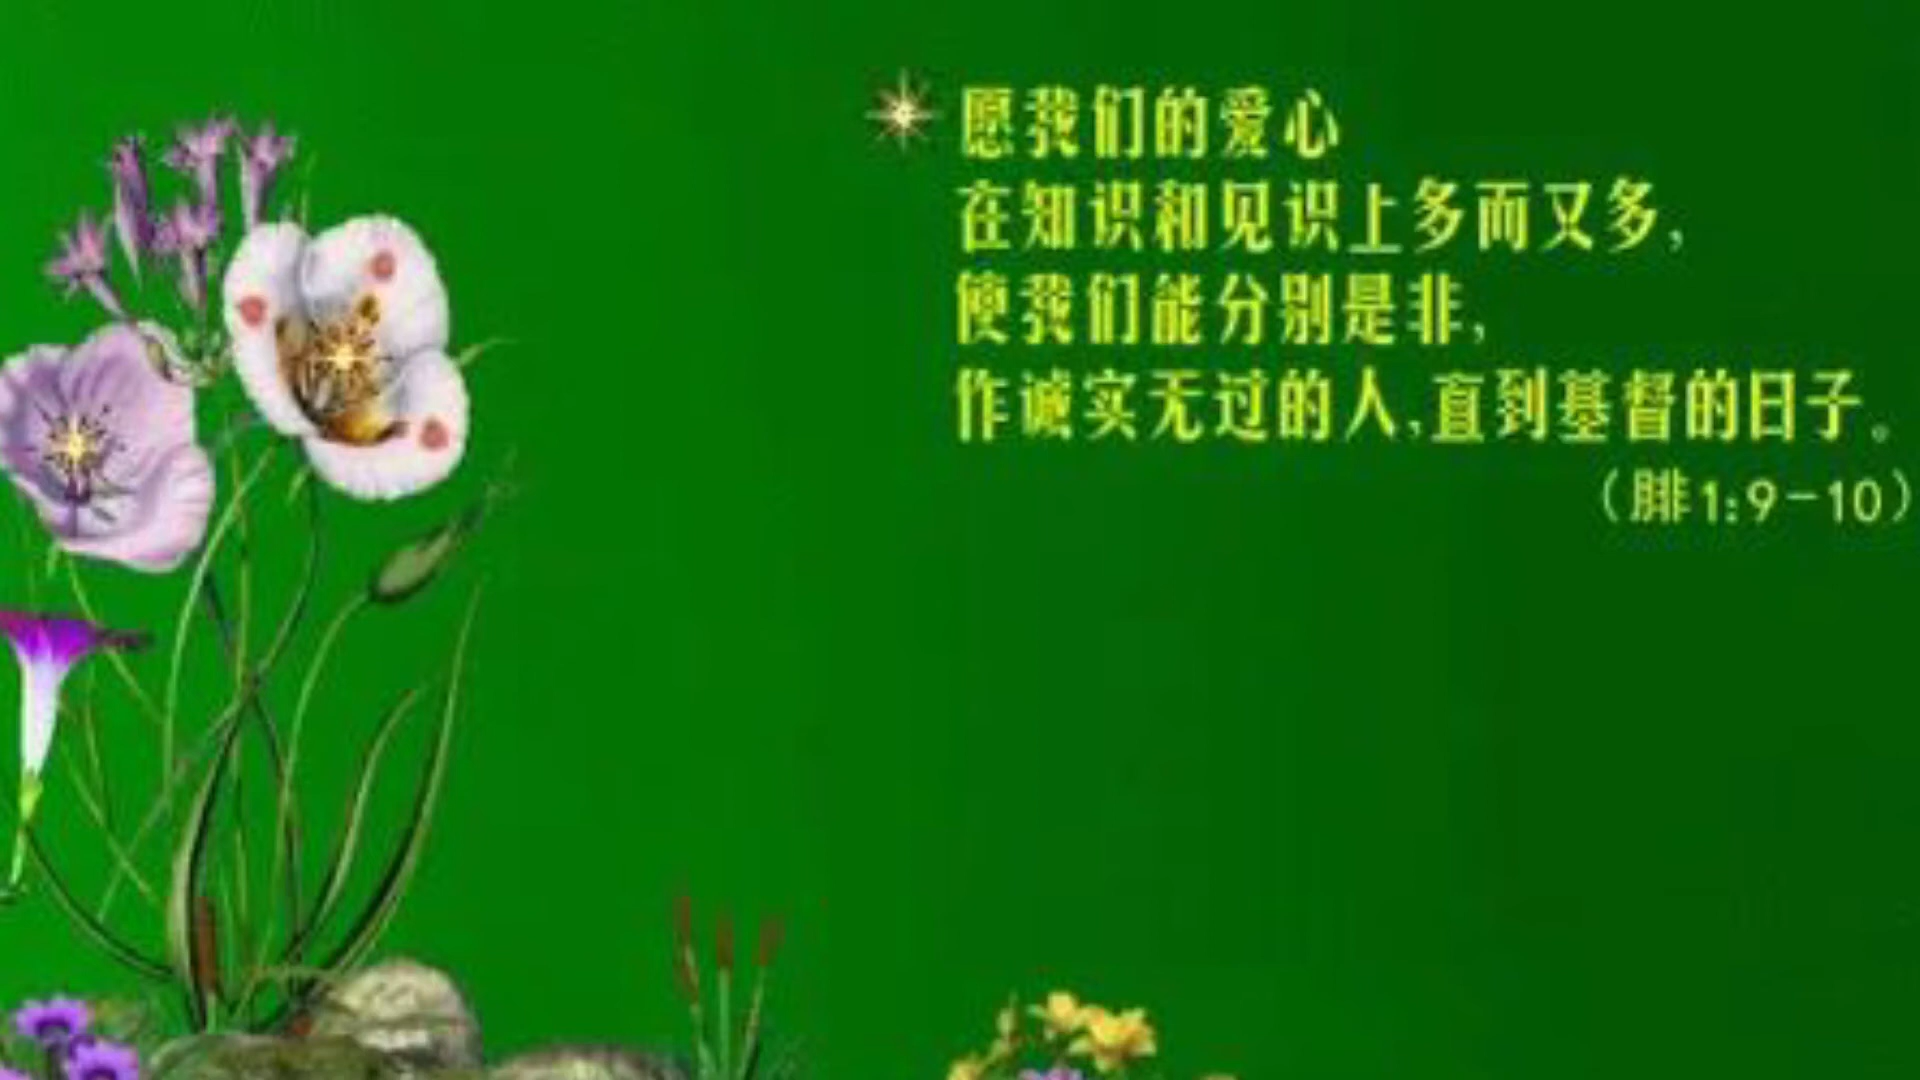 愿我们的爱心
在知识和见识上多而又多，
使我们能分别是非，
作诚实无过的人，直到基督的日子。
（腓1:9-10）